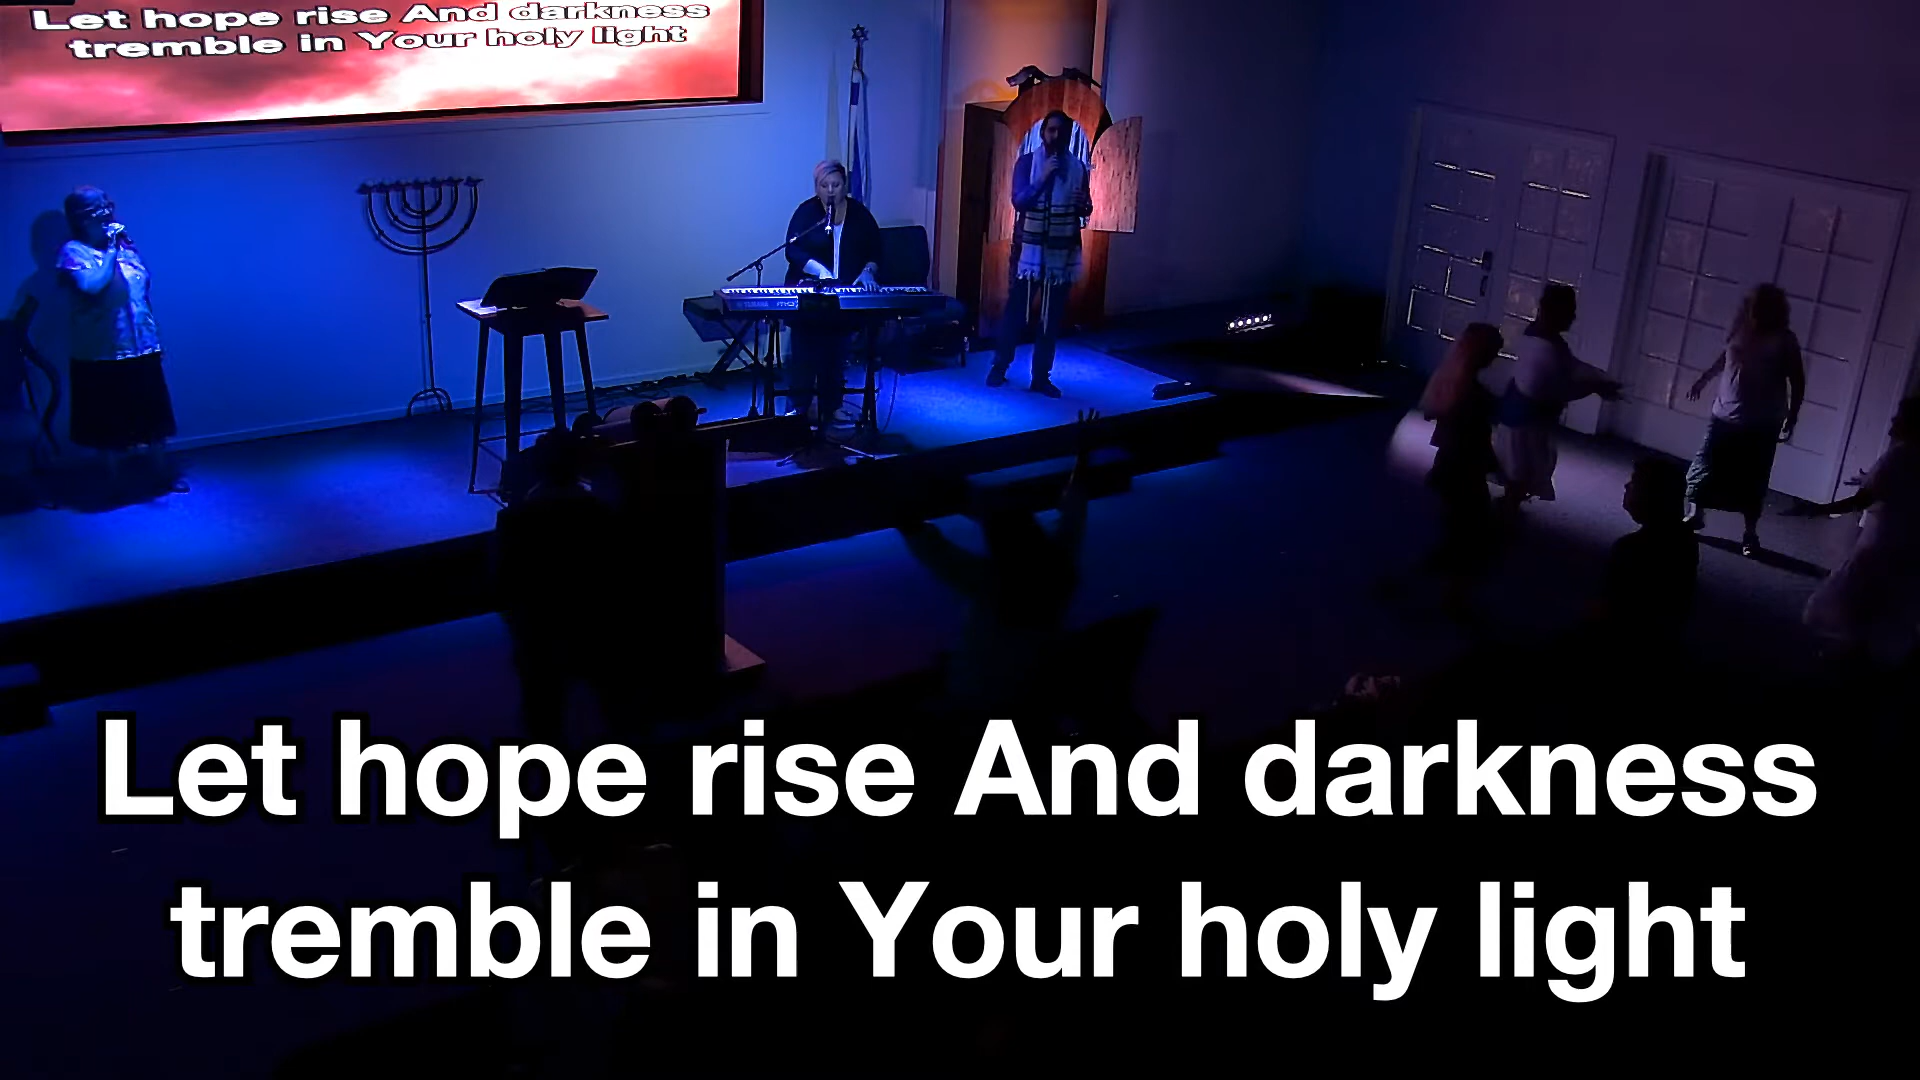 Let hope rise And darkness
tremble in Your holy light
YAMAHA
Let hope rise And darkness
tremble in Your holy light